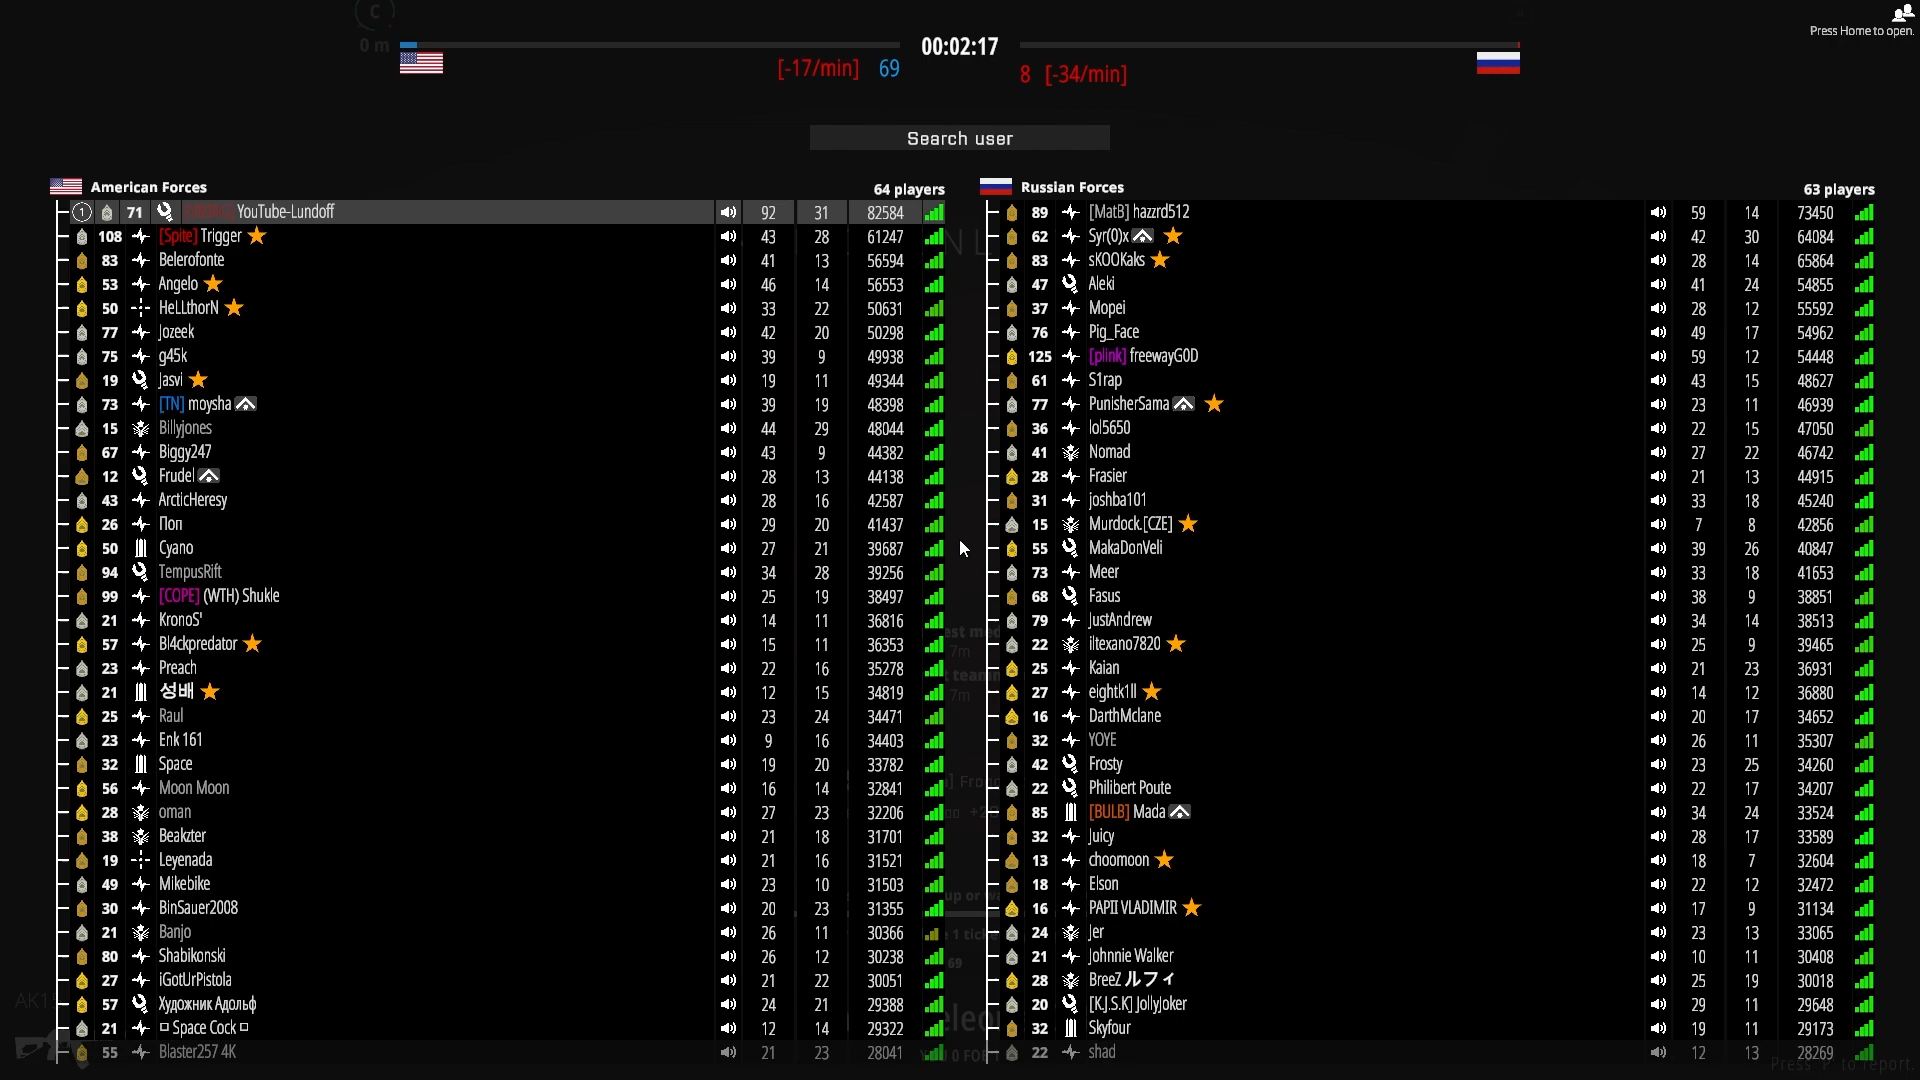 C
0 m
00:02:17
[-17/min] 69
8 [-34/min]
Press Home to open.
Search user
American Forces 64 players
1 71 YouTube-Lundoff 92 31 82584
108 [Spite] Trigger 43 28 61247
83 Belerofonte 41 13 56594
53 Angelo 46 14 56553
50 HeLLthorN 33 22 50631
77 Jozeek 42 20 50298
75 g45k 39 9 49938
19 Jasvi 19 11 49344
73 [TN] moysha 39 19 48398
15 Billyjones 44 29 48044
67 Biggy247 43 9 44382
12 Frudel 28 13 44138
43 ArcticHeresy 28 16 42587
26 Поп 29 20 41437
50 Cyano 27 21 39687
94 TempusRift 34 28 39256
99 [COPE] (WTH) Shukle 25 19 38497
21 KronoS' 14 11 36816
57 Bl4ckpredator 15 11 36353
23 Preach 22 16 35278
21 성배 12 15 34819
25 Raul 23 24 34471
23 Enk 161 9 16 34403
32 Space 19 20 33782
56 Moon Moon 16 14 32841
28 oman 27 23 32206
38 Beakzter 21 18 31701
19 Leyenada 21 16 31521
49 Mikebike 23 10 31503
30 BinSauer2008 20 23 31355
21 Banjo 26 11 30366
80 Shabikonski 26 12 30238
27 iGotUrPistola 21 22 30051
57 Художник Адольф 24 21 29388
21 Space Cock 12 14 29322
55 Blaster257 4K 21 23 28041
Russian Forces 63 players
89 [MatB] hazzrd512 59 14 73450
62 Syr(0)x 42 30 64084
83 sKOOKaks 28 14 65864
47 Aleki 41 24 54855
37 Mopei 28 12 55592
76 Pig_Face 49 17 54962
125 [plink] freewayG0D 59 12 54448
61 S1rap 43 15 48627
77 PunisherSama 23 11 46939
36 lol5650 22 15 47050
41 Nomad 27 22 46742
28 Frasier 21 13 44915
31 joshba101 33 18 45240
15 Murdock.[CZE] 7 8 42856
55 MakaDonVeli 39 26 40847
73 Meer 33 18 41653
68 Fasus 38 9 38851
79 JustAndrew 34 14 38513
22 iltexano7820 25 9 39465
25 Kaian 21 23 36931
27 eightk1ll 14 12 36880
16 DarthMclane 20 17 34652
32 YOYE 26 11 35307
42 Frosty 23 25 34260
22 Philibert Poute 22 17 34207
85 [BULB] Mada 34 24 33524
32 Juicy 28 17 33589
13 choomoon 18 7 32604
18 Elson 22 12 32472
16 PAPII VLADIMIR 17 9 31134
24 Jer 23 13 33065
21 Johnnie Walker 10 11 30408
28 BreeZ ルフィ 25 19 30018
20 [K.J.S.K] JollyJoker 29 11 29648
32 Skyfour 19 11 29173
22 shad 12 13 28269